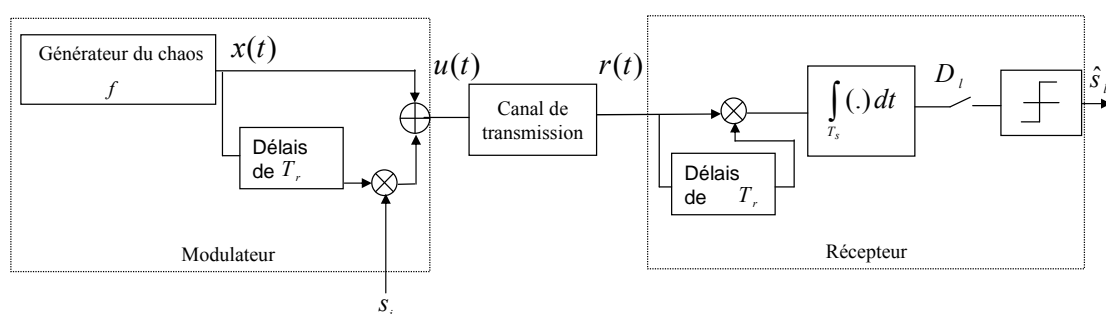 Générateur du chaos
f
x(t)
Délais
de T_r
Modulateur
s_i
u(t)
Canal de
transmission
r(t)
Délais
de T_r
∫_{T_s} (.) dt
D_l
ŝ_l
Récepteur